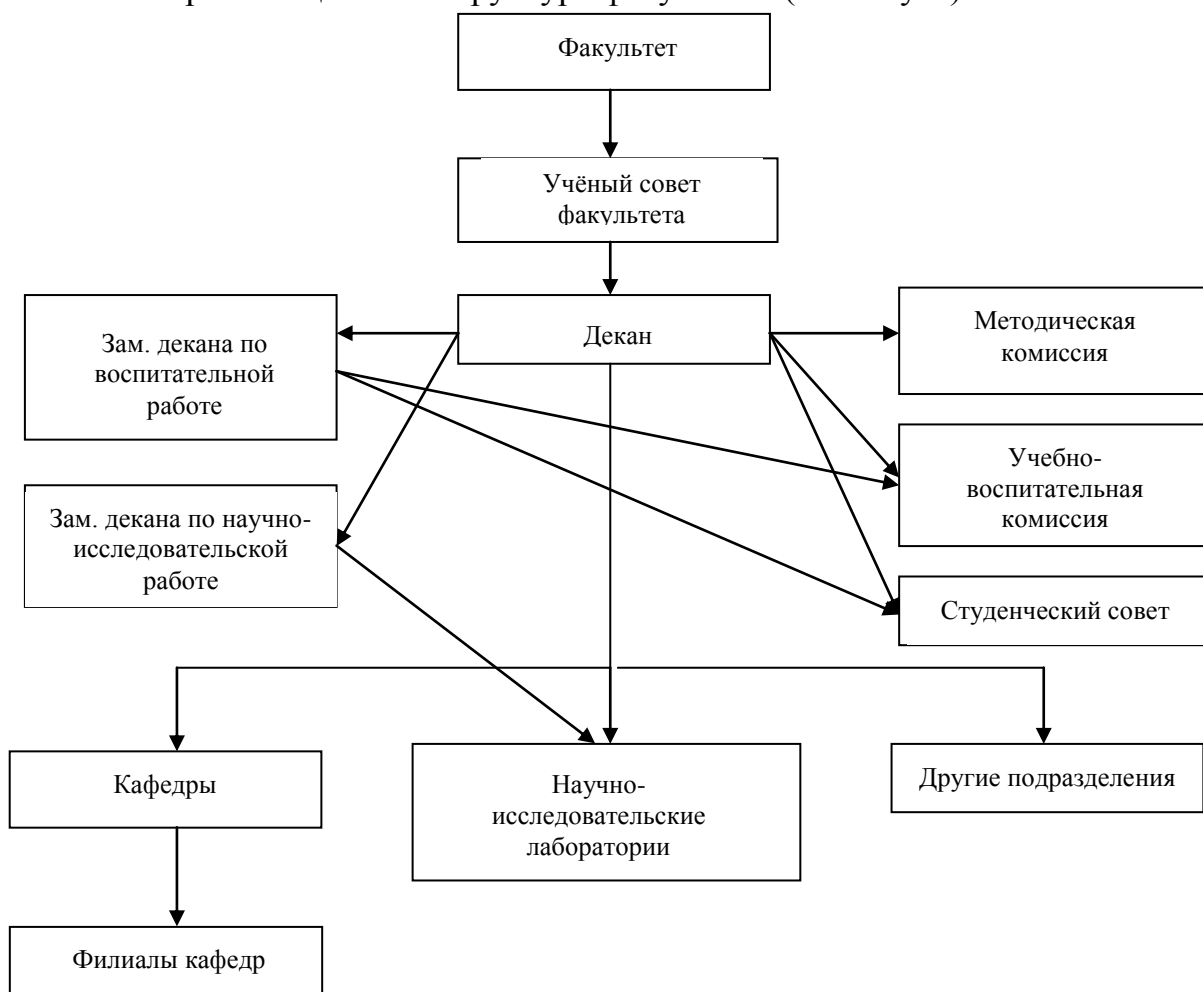 Факультет
Учёный совет
факультета
Декан
Зам. декана по
воспитательной
работе
Методическая
комиссия
Учебно-
воспитательная
комиссия
Зам. декана по научно-
исследовательской
работе
Студенческий совет
Кафедры
Научно-
исследовательские
лаборатории
Другие подразделения
Филиалы кафедр